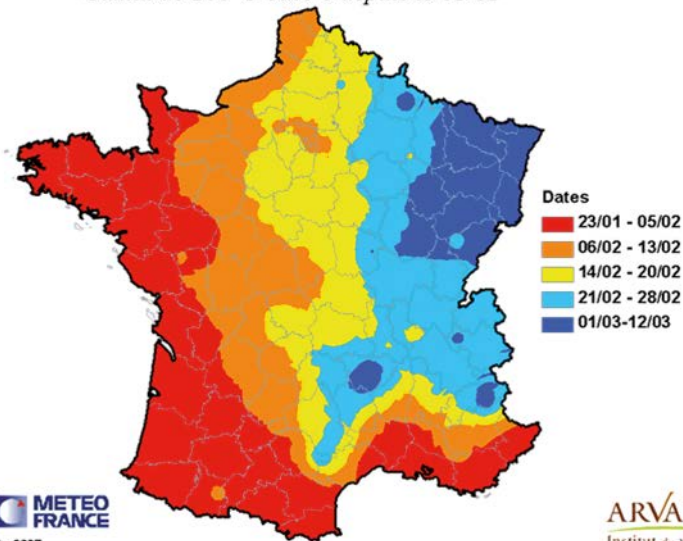 Dates
23/01 - 05/02
06/02 - 13/02
14/02 - 20/02
21/02 - 28/02
01/03-12/03
METEO
FRANCE
ARVA